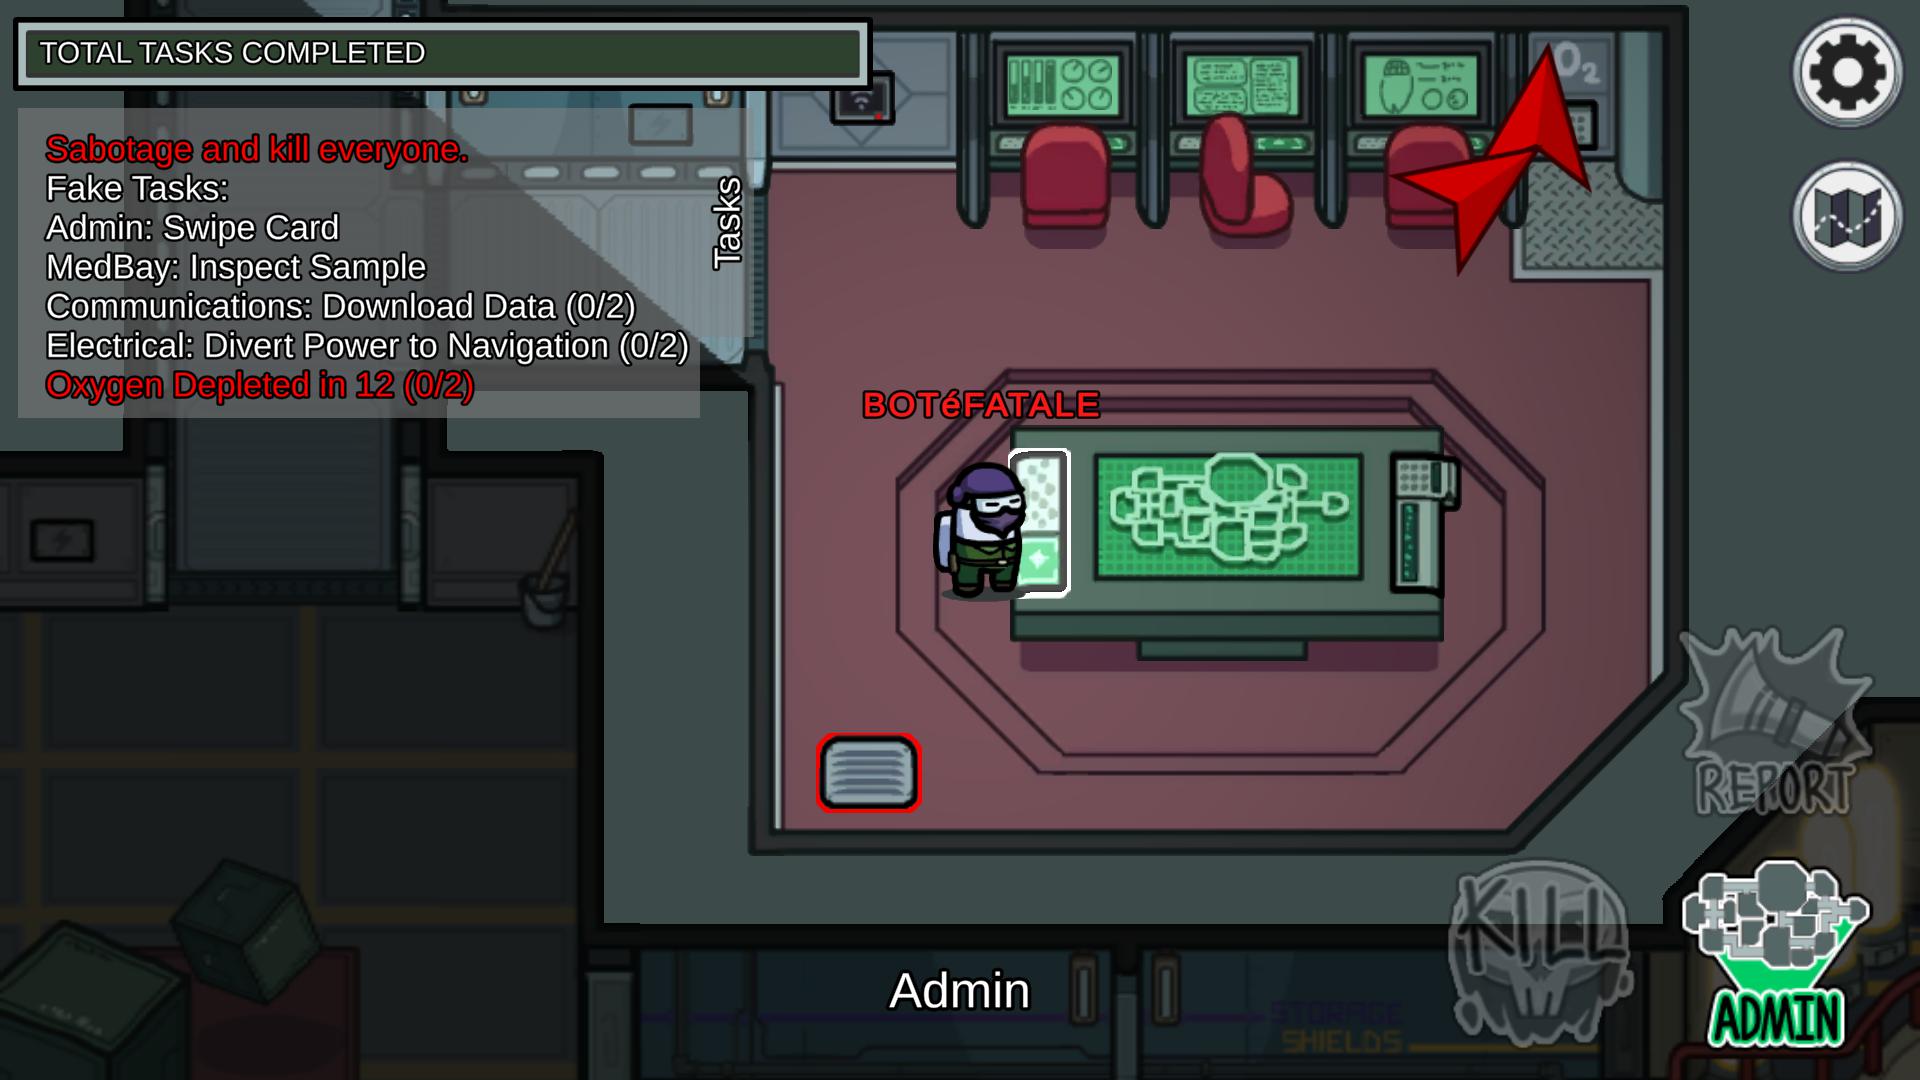 TOTAL TASKS COMPLETED
O2
Sabotage and kill everyone.
Fake Tasks:
Admin: Swipe Card
MedBay: Inspect Sample
Communications: Download Data (0/2)
Electrical: Divert Power to Navigation (0/2)
Oxygen Depleted in 12 (0/2)
Tasks
BOTéFATALE
REPORT
KILL
ADMIN
Admin
STORAGE
SHIELDS